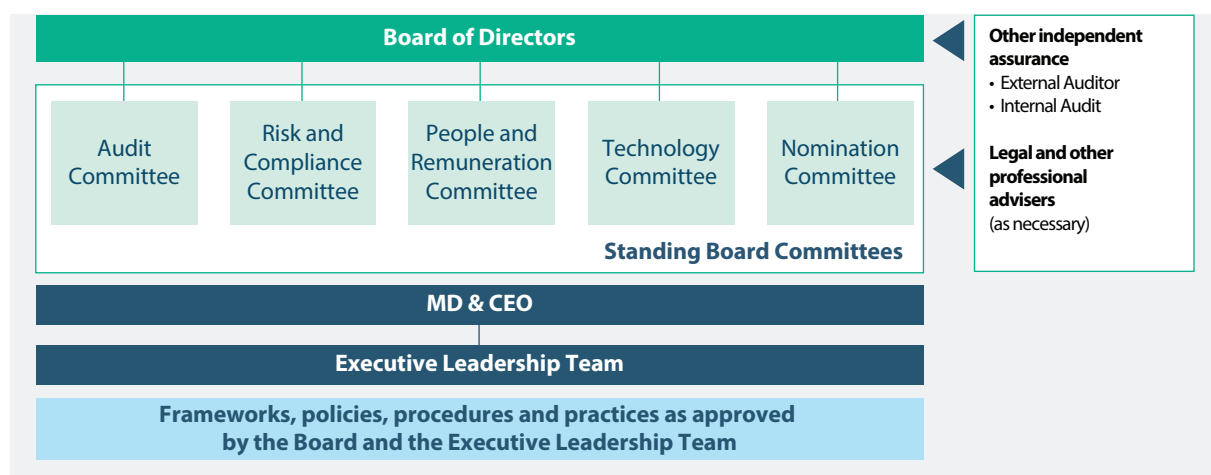 Board of Directors
Audit
Committee
Risk and
Compliance
Committee
People and
Remuneration
Committee
Technology
Committee
Nomination
Committee
Standing Board Committees
MD & CEO
Executive Leadership Team
Frameworks, policies, procedures and practices as approved
by the Board and the Executive Leadership Team
Other independent
assurance
• External Auditor
• Internal Audit
Legal and other
professional
advisers
(as necessary)